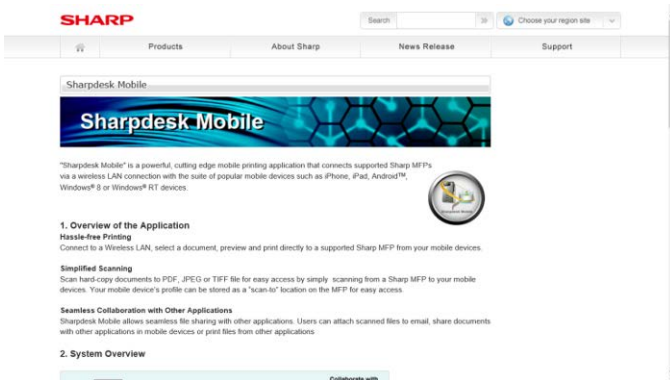 SHARP
Search
Choose your region site
Products
About Sharp
News Release
Support
Sharpdesk Mobile
Sharpdesk Mobile
"Sharpdesk Mobile" is a powerful, cutting edge mobile printing application that connects supported Sharp MFPs
via a wireless LAN connection with the suite of popular mobile devices such as iPhone, iPad, Android™,
Windows® 8 or Windows® RT devices.
1. Overview of the Application
Hassle-free Printing
Connect to a Wireless LAN, select a document, preview and print directly to a supported Sharp MFP from your mobile devices.
Simplified Scanning
Scan hard-copy documents to PDF, JPEG or TIFF file for easy access by simply scanning from a Sharp MFP to your mobile
devices. Your mobile device's profile can be stored as a "scan-to" location on the MFP for easy access.
Seamless Collaboration with Other Applications
Sharpdesk Mobile allows seamless file sharing with other applications. Users can attach scanned files to email, share documents
with other applications in mobile devices or print files from other applications.
2. System Overview
Collaborate with